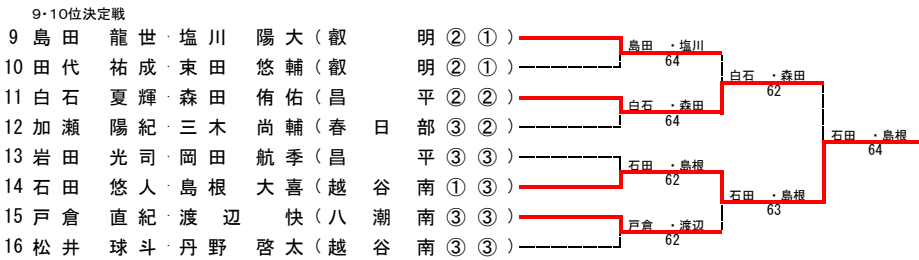 9・10位決定戦
9 島田 龍世・塩川 陽大(叡 明②①)
10 田代 祐成・束田 悠輔(叡 明②①)
11 白石 夏輝・森田 侑佑(昌 平②②)
12 加瀬 陽紀・三木 尚輔(春日部③②)
13 岩田 光司・岡田 航季(昌 平③③)
14 石田 悠人・島根 大喜(越谷南①③)
15 戸倉 直紀・渡辺 快(八潮南③③)
16 松井 球斗・丹野 啓太(越谷南③③)
島田 ・塩川
64
白石 ・森田
64
石田 ・島根
62
戸倉 ・渡辺
62
白石 ・森田
62
石田 ・島根
63
石田 ・島根
64